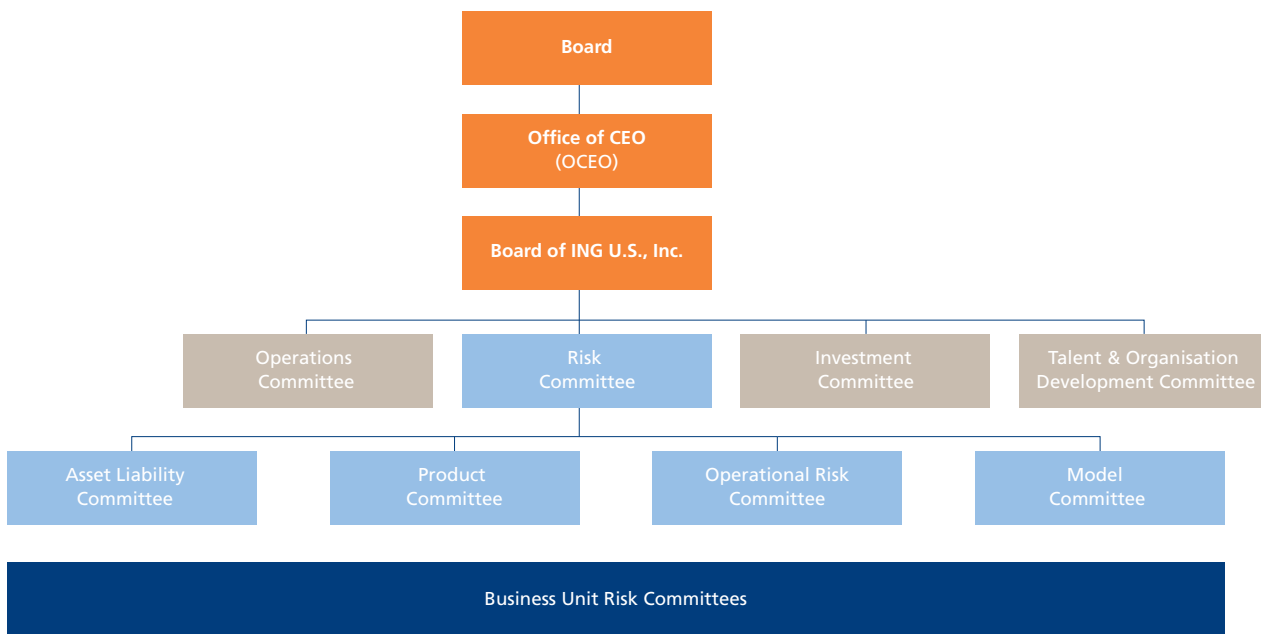 Board
Office of CEO
(OCEO)
Board of ING U.S., Inc.
Operations
Committee
Risk
Committee
Investment
Committee
Talent & Organisation
Development Committee
Asset Liability
Committee
Product
Committee
Operational Risk
Committee
Model
Committee
Business Unit Risk Committees